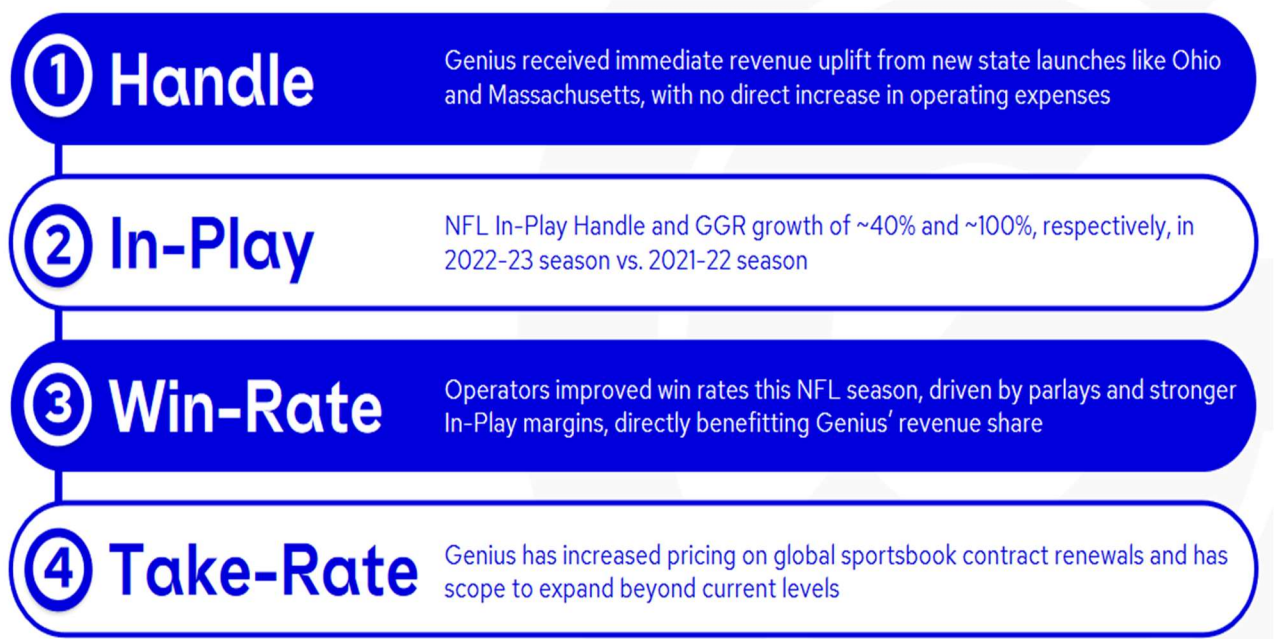 1 Handle
Genius received immediate revenue uplift from new state launches like Ohio
and Massachusetts, with no direct increase in operating expenses
2 In-Play
NFL In-Play Handle and GGR growth of ~40% and ~100%, respectively, in
2022-23 season vs. 2021-22 season
3 Win-Rate
Operators improved win rates this NFL season, driven by parlays and stronger
In-Play margins, directly benefitting Genius’ revenue share
4 Take-Rate
Genius has increased pricing on global sportsbook contract renewals and has
scope to expand beyond current levels